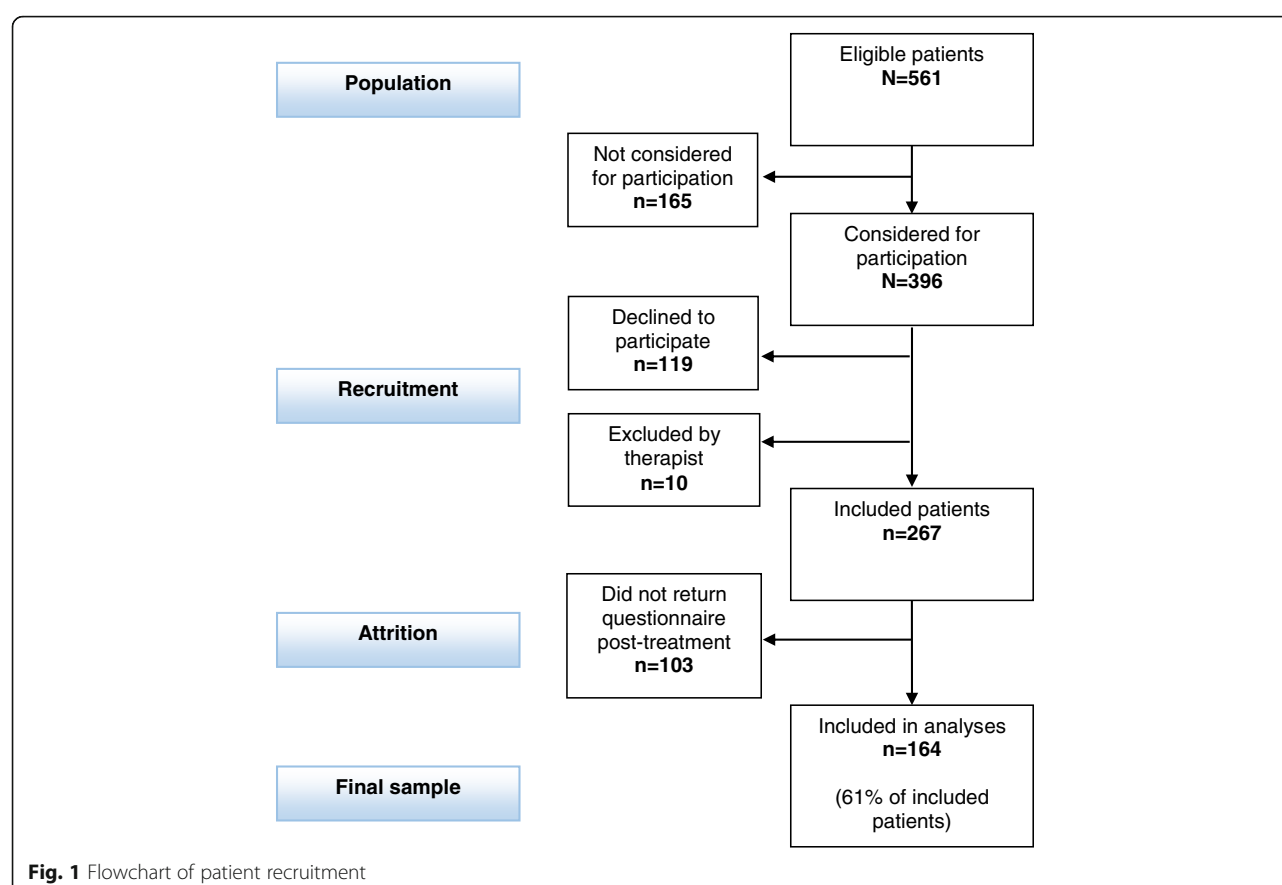 Population
Eligible patients
N=561
Not considered
for participation
n=165
Considered for
participation
N=396
Declined to
participate
n=119
Recruitment
Excluded by
therapist
n=10
Included patients
n=267
Did not return
questionnaire
post-treatment
n=103
Attrition
Included in analyses
n=164
(61% of included
patients)
Final sample
Fig. 1 Flowchart of patient recruitment